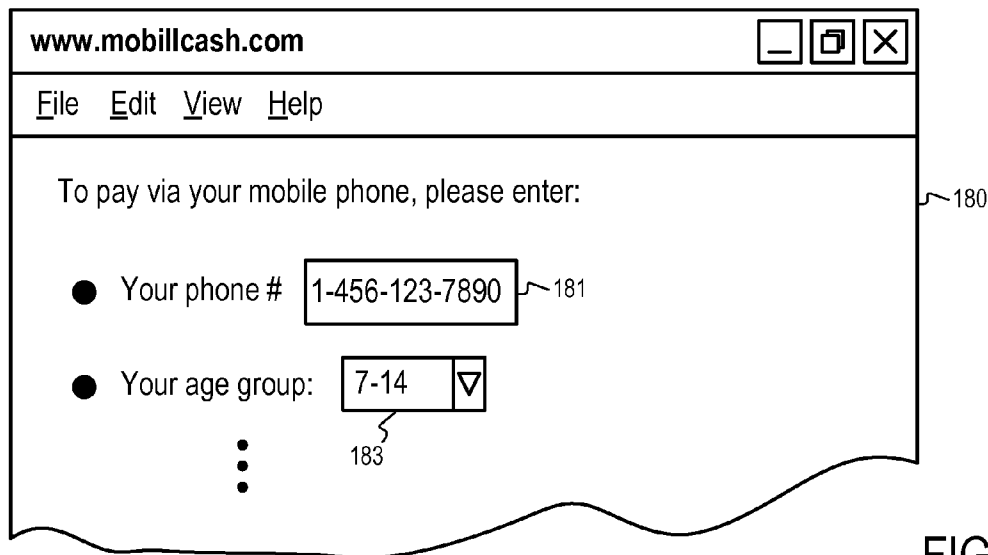 www.mobillcash.com
File Edit View Help
To pay via your mobile phone, please enter:
180
● Your phone # 1-456-123-7890 181
● Your age group: 7-14
183
FIG